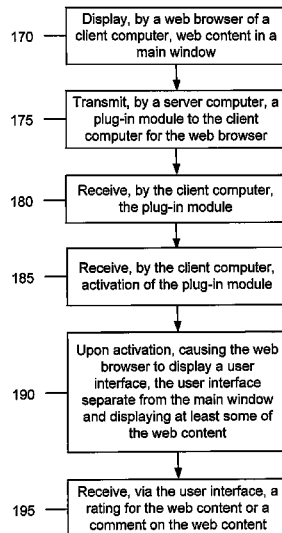 170
Display, by a web browser of a
client computer, web content in a
main window
175
Transmit, by a server computer, a
plug-in module to the client
computer for the web browser
180
Receive, by the client computer,
the plug-in module
185
Receive, by the client computer,
activation of the plug-in module
190
Upon activation, causing the web
browser to display a user
interface, the user interface
separate from the main window
and displaying at least some of
the web content
195
Receive, via the user interface, a
rating for the web content or a
comment on the web content